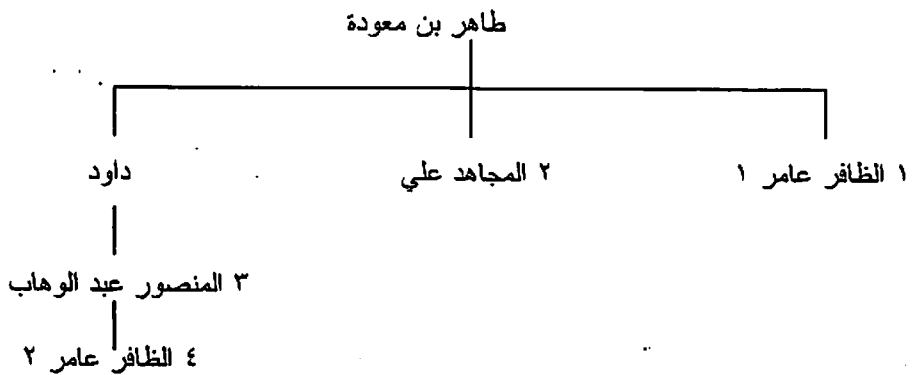 طاهر بن معودة
١ الظافر عامر ١
٢ المجاهد علي
داود
٣ المنصور عبد الوهاب
٤ الظافر عامر ٢